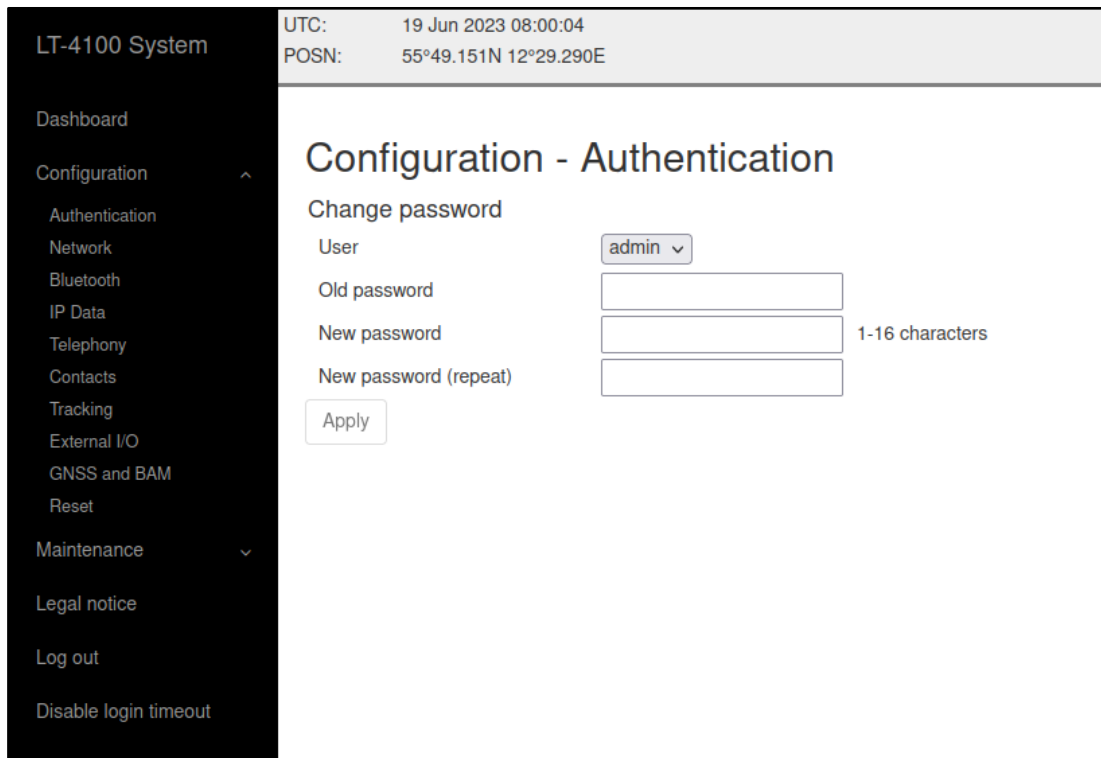 LT-4100 System
UTC: 19 Jun 2023 08:00:04
POSN: 55°49.151N 12°29.290E
Dashboard
Configuration
Authentication
Network
Bluetooth
IP Data
Telephony
Contacts
Tracking
External I/O
GNSS and BAM
Reset
Maintenance
Legal notice
Log out
Disable login timeout
Configuration - Authentication
Change password
User admin
Old password
New password 1-16 characters
New password (repeat)
Apply